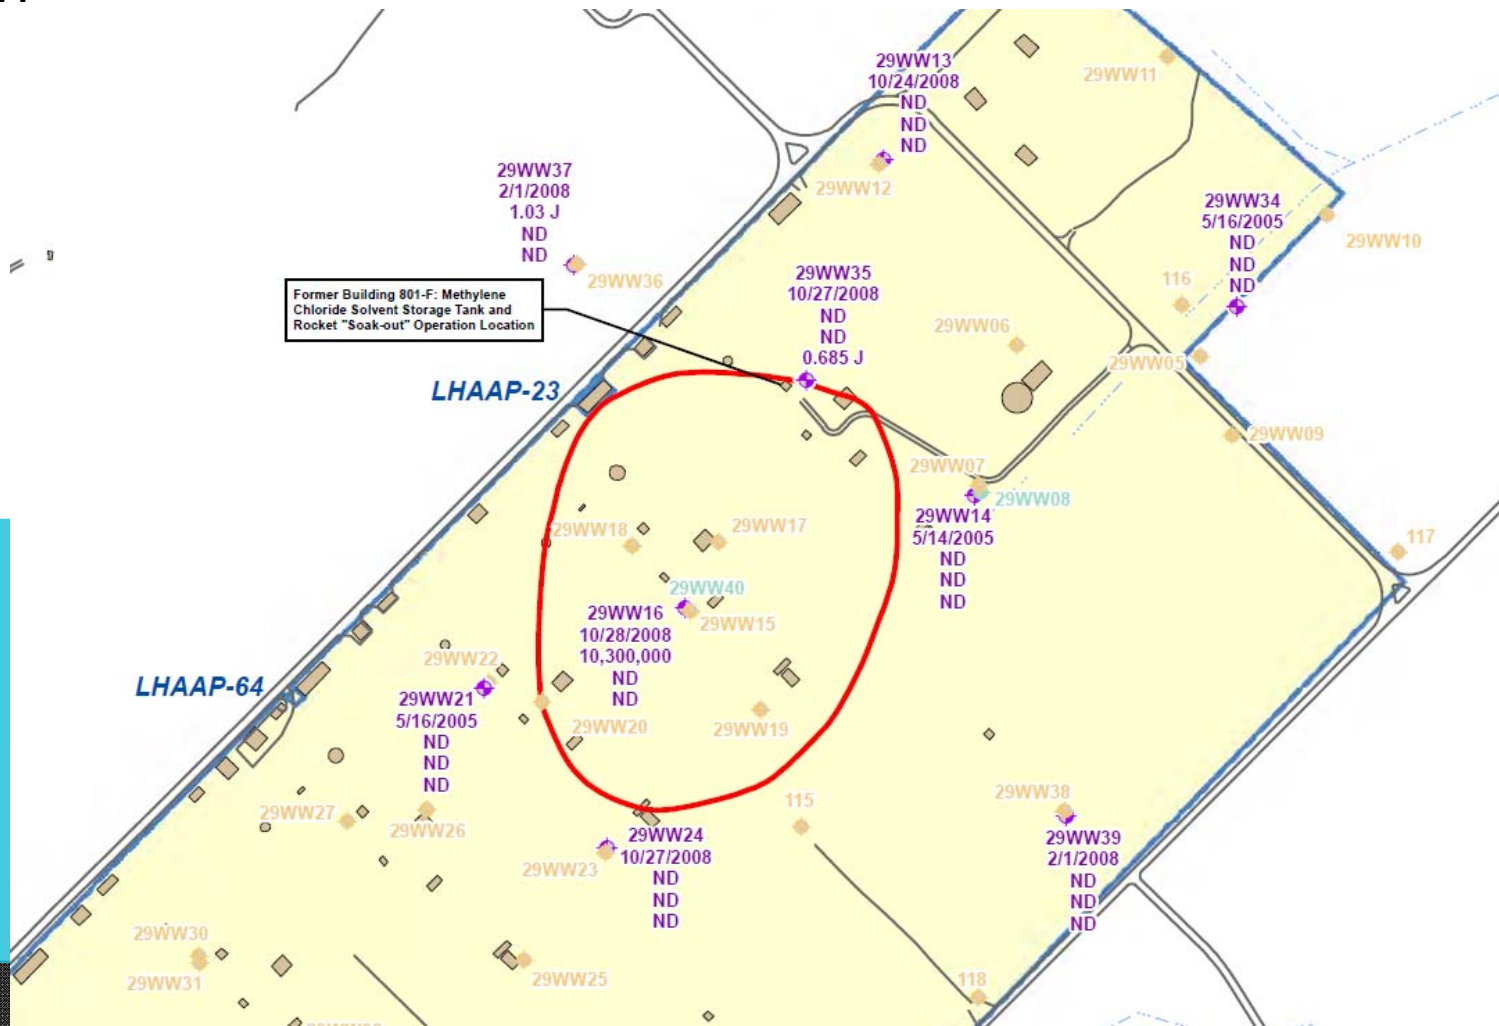 29WW13
10/24/2008
ND
ND
ND
29WW11
29WW12
29WW37
2/1/2008
1.03 J
ND
ND
29WW36
29WW34
5/16/2005
ND
ND
ND
29WW10
116
29WW35
10/27/2008
ND
ND
0.685 J
Former Building 801-F: Methylene
Chloride Solvent Storage Tank and
Rocket "Soak-out" Operation Location
29WW06
29WW05
LHAAP-23
29WW09
29WW07
29WW08
29WW14
5/14/2005
ND
ND
ND
29WW18
29WW17
117
29WW40
29WW16
10/28/2008
10,300,000
ND
ND
29WW15
29WW22
LHAAP-64
29WW21
5/16/2005
ND
ND
ND
29WW20
29WW19
29WW27
29WW26
115
29WW38
29WW24
10/27/2008
ND
ND
ND
29WW23
29WW39
2/1/2008
ND
ND
ND
29WW30
29WW31
29WW25
118